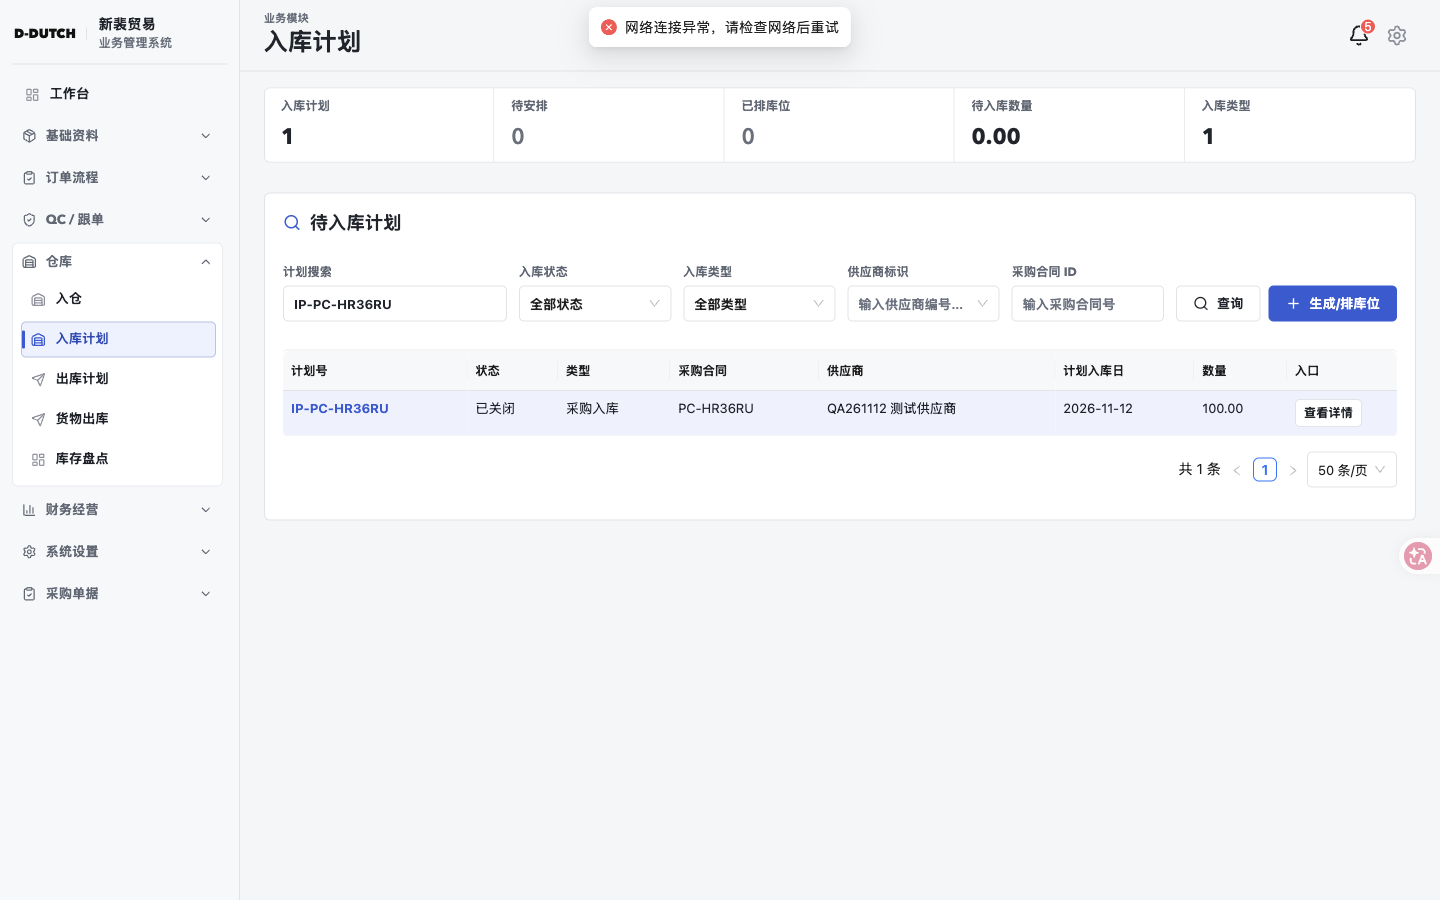 D-DUTCH
新装贸易
业务管理系统
工作台
基础资料
订单流程
QC / 跟单
仓库
入仓
入库计划
出库计划
货物出库
库存盘点
财务经营
系统设置
采购单据
业务模块
入库计划
网络连接异常，请检查网络后重试
5
入库计划
1
待安排
0
已排库位
0
待入库数量
0.00
入库类型
1
待入库计划
计划搜索
IP-PC-HR36RU
入库状态
全部状态
入库类型
全部类型
供应商标识
输入供应商编号...
采购合同 ID
输入采购合同号
查询
生成/排库位
计划号 状态 类型 采购合同 供应商 计划入库日 数量 入口
IP-PC-HR36RU 已关闭 采购入库 PC-HR36RU QA261112 测试供应商 2026-11-12 100.00 查看详情
共 1 条 1 50 条/页